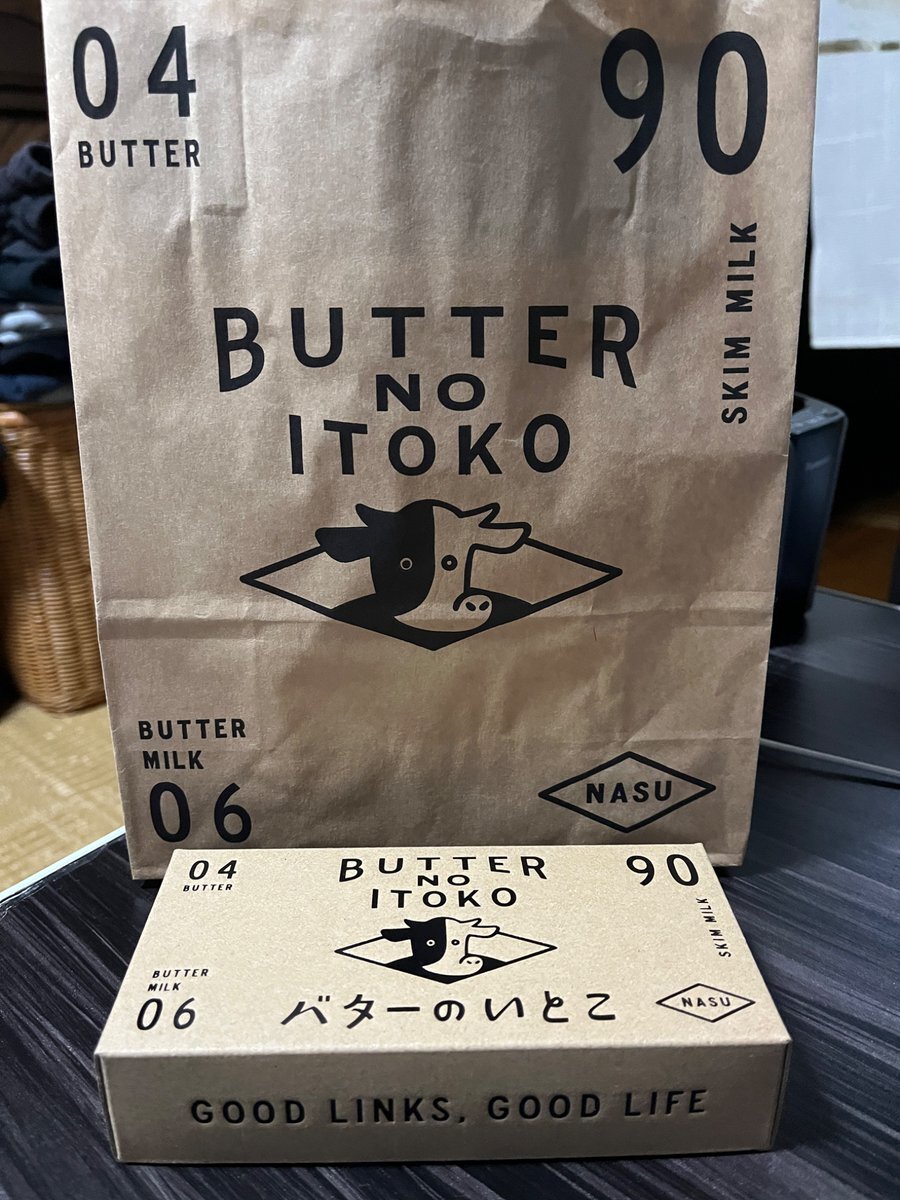 04
BUTTER
90
SKIM MILK
BUTTER
NO
ITOKO
BUTTER
MILK
06
NASU
04
BUTTER
BUTTER
NO
ITOKO
90
SKIM MILK
BUTTER
MILK
06
バターのいとこ
NASU
GOOD LINKS, GOOD LIFE